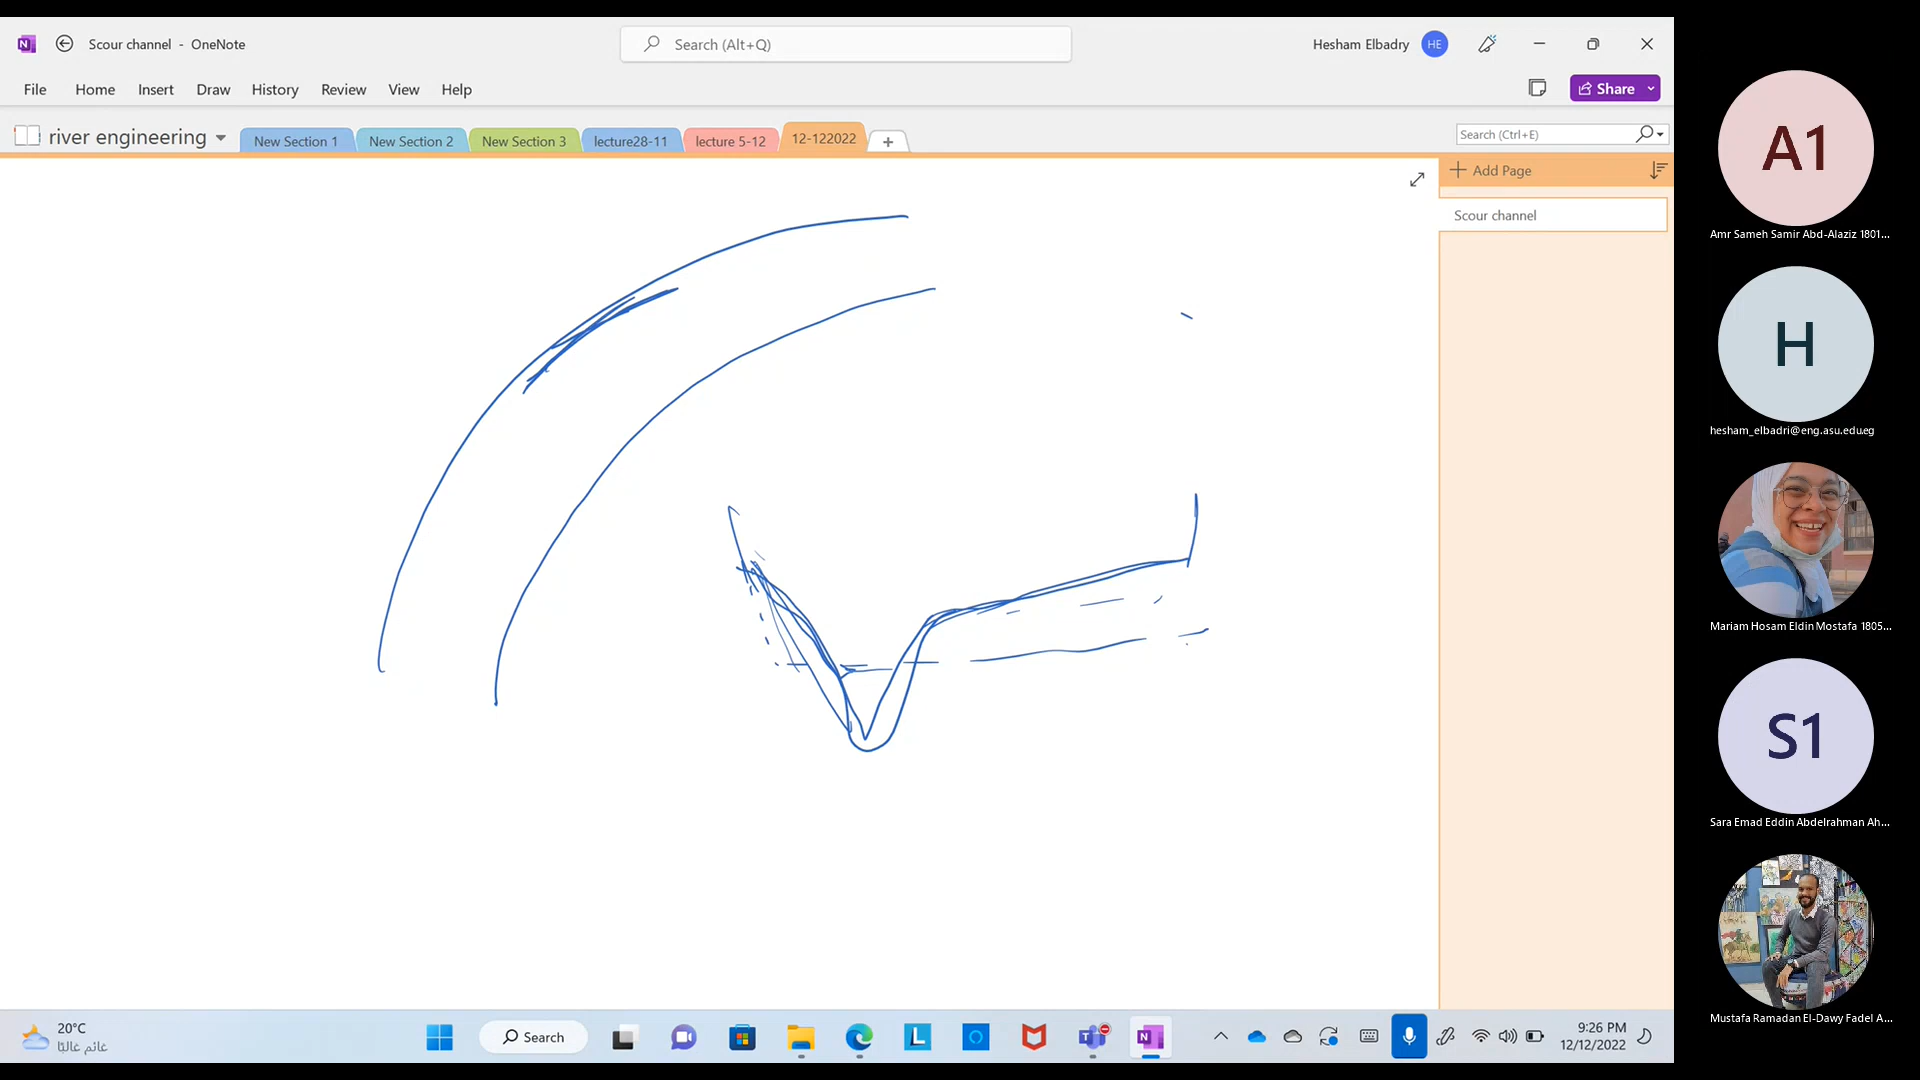 Scour channel - OneNote
Search (Alt+Q)
Hesham Elbadry
HE
File
Home
Insert
Draw
History
Review
View
Help
Share
river engineering
New Section 1
New Section 2
New Section 3
lecture28-11
lecture 5-12
12-122022
Search (Ctrl+E)
Add Page
Scour channel
A1
Amr Sameh Samir Abd-Alaziz 1801...
H
hesham_elbadri@eng.asu.edu.eg
Mariam Hosam Eldin Mostafa 1805...
S1
Sara Emad Eddin Abdelrahman Ah...
Mustafa Ramadan El-Dawy Fadel A...
20°C
غائم غالبًا
Search
L
9:26 PM
12/12/2022